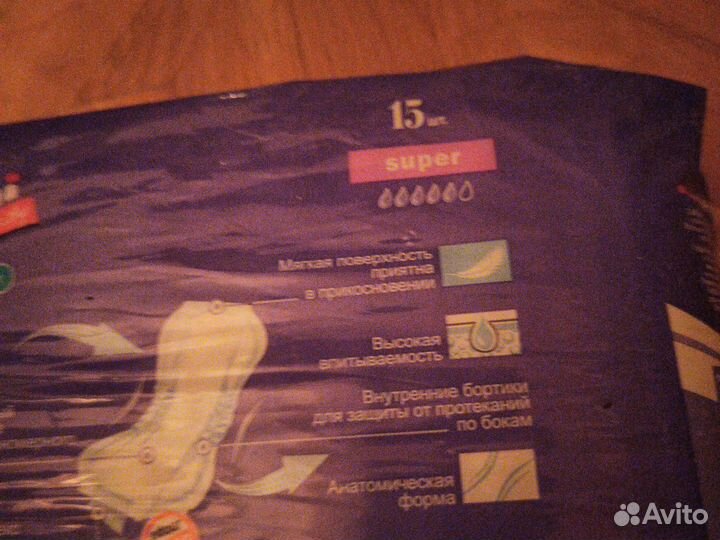 15 шт.
super
Мягкая поверхность
приятна
в прикосновении
Высокая
впитываемость
Внутренние бортики
для защиты от протеканий
по бокам
Анатомическая
форма
Avito